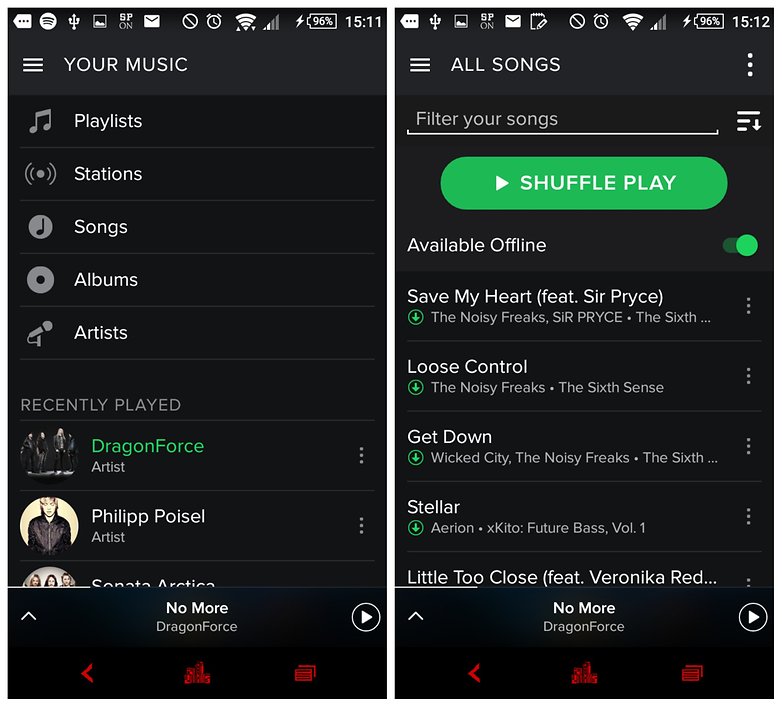 SP
ON
96%
15:11
YOUR MUSIC
Playlists
Stations
Songs
Albums
Artists
RECENTLY PLAYED
DragonForce
Artist
Philipp Poisel
Artist
Sonata Arctica
No More
DragonForce
SP
ON
96%
15:12
ALL SONGS
Filter your songs
SHUFFLE PLAY
Available Offline
Save My Heart (feat. Sir Pryce)
The Noisy Freaks, SiR PRYCE • The Sixth ...
Loose Control
The Noisy Freaks • The Sixth Sense
Get Down
Wicked City, The Noisy Freaks • The Sixth ...
Stellar
Aerion • xKito: Future Bass, Vol. 1
Little Too Close (feat. Veronika Red...
No More
DragonForce